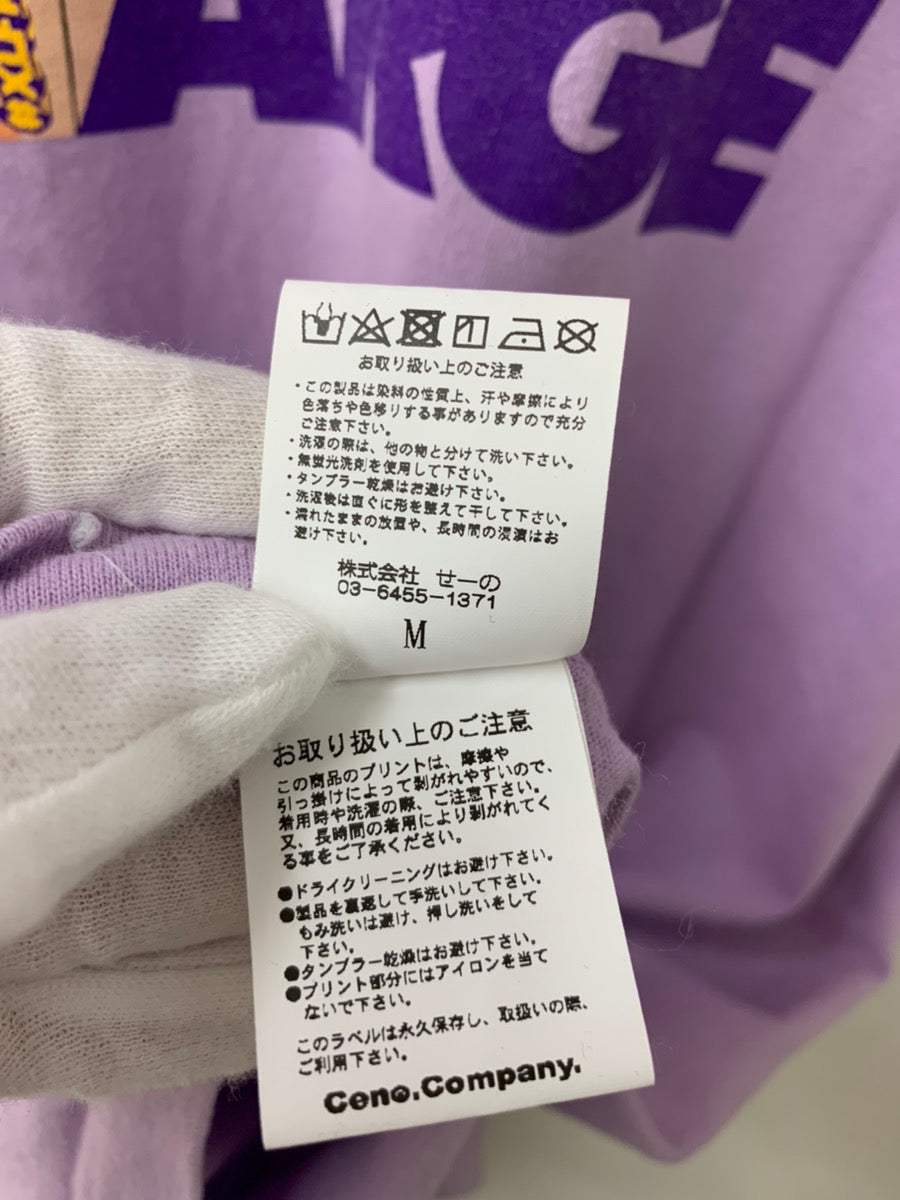 ANGE
お取り扱い上のご注意
・この製品は染料の性質上、汗や摩擦により
色落ちや色移りする事がありますので充分
ご注意下さい。
・洗濯の際は、他の物と分けて洗い下さい。
・無蛍光洗剤を使用して下さい。
・タンブラー乾燥はお避け下さい。
・洗濯後は直ぐに形を整えて干して下さい。
・濡れたままの放置や、長時間の浸漬はお
避け下さい。
株式会社 せーの
03-6455-1371
M
お取り扱い上のご注意
この商品のプリントは、摩擦や
引っ掛けによって剥がれやすいので、
着用時や洗濯の際、ご注意下さい。
又、長時間の着用により剥がれてく
る事をご了承ください。
●ドライクリーニングはお避け下さい。
●製品を裏返して手洗いして下さい。
もみ洗いは避け、押し洗いをして
下さい。
●タンブラー乾燥はお避け下さい。
●プリント部分にはアイロンを当て
ないで下さい。
このラベルは永久保存し、取扱いの際、
ご利用下さい。
Ceno.Company.